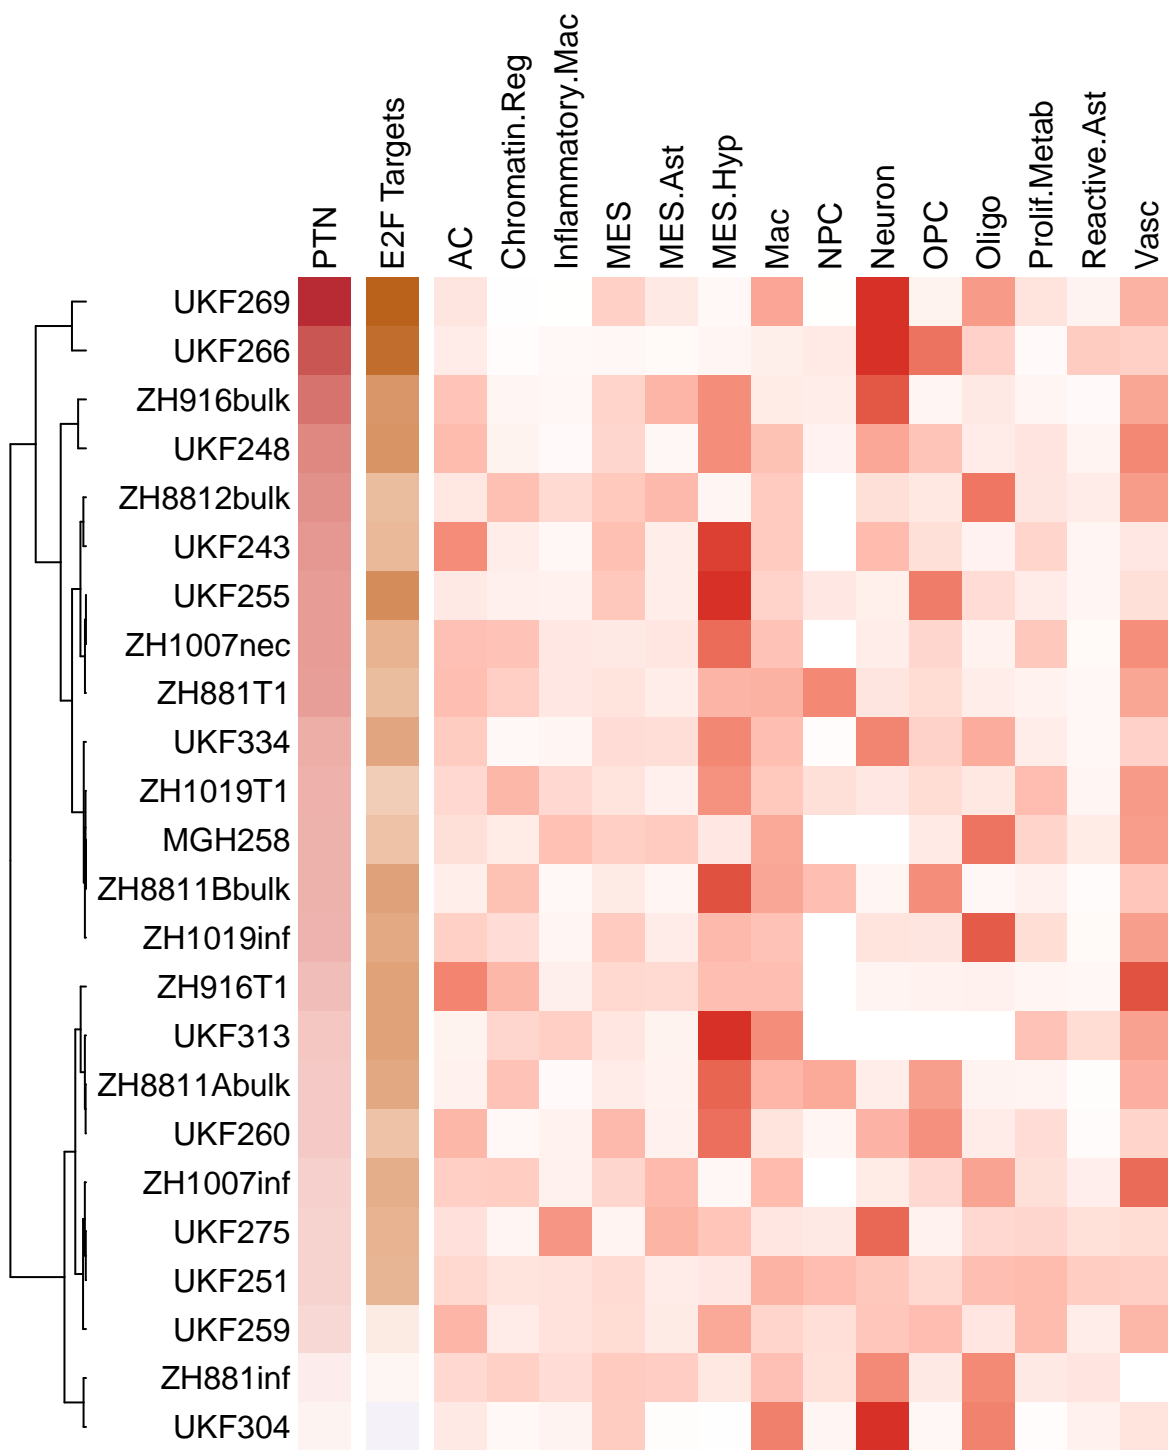 PTN
E2F Targets
AC
Chromatin.Reg
Inflammatory.Mac
MES
MES.Ast
MES.Hyp
Mac
NPC
Neuron
OPC
Oligo
Prolif.Metab
Reactive.Ast
Vasc
UKF269
UKF266
ZH916bulk
UKF248
ZH8812bulk
UKF243
UKF255
ZH1007nec
ZH881T1
UKF334
ZH1019T1
MGH258
ZH8811Bbulk
ZH1019inf
ZH916T1
UKF313
ZH8811Abulk
UKF260
ZH1007inf
UKF275
UKF251
UKF259
ZH881inf
UKF304